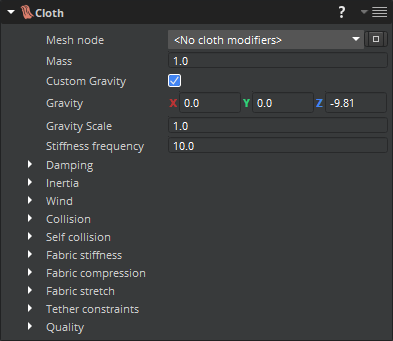 Cloth ?
Mesh node <No cloth modifiers>
Mass 1.0
Custom Gravity
Gravity X 0.0 Y 0.0 Z -9.81
Gravity Scale 1.0
Stiffness frequency 10.0
Damping
Inertia
Wind
Collision
Self collision
Fabric stiffness
Fabric compression
Fabric stretch
Tether constraints
Quality